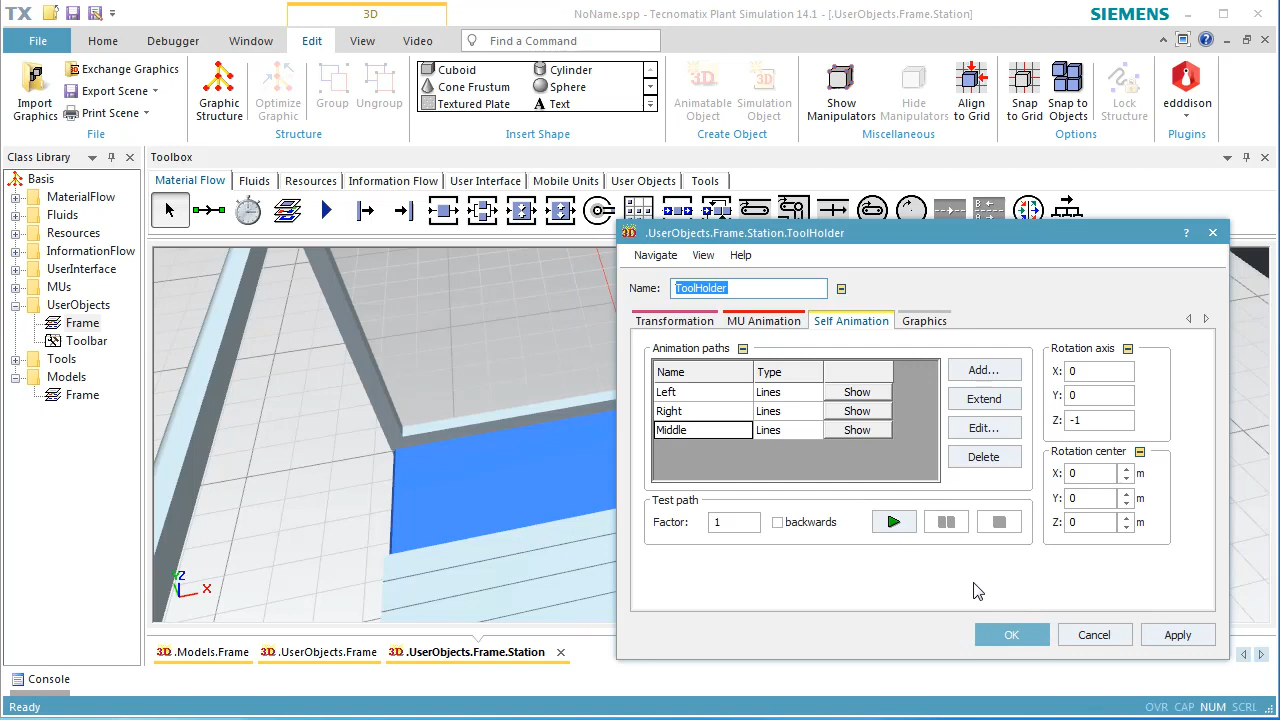 TX
3D
NoName.spp - Tecnomatix Plant Simulation 14.1 - [.UserObjects.Frame.Station]
SIEMENS
File Home Debugger Window Edit View Video Find a Command
Import Graphics
Exchange Graphics
Export Scene
Print Scene
File
Graphic Structure
Optimize Graphic
Structure
Group
Ungroup
Cuboid Cylinder
Cone Frustum Sphere
Textured Plate A Text
Insert Shape
Animatable Object
Simulation Object
Create Object
Show Manipulators
Hide Manipulators
Align to Grid
Miscellaneous
Snap to Grid
Snap to Objects
Lock Structure
Options
edddison
Plugins
Class Library
Toolbox
Basis
MaterialFlow
Fluids
Resources
InformationFlow
UserInterface
MUs
UserObjects
Frame
Toolbar
Tools
Models
Frame
Material Flow Fluids Resources Information Flow User Interface Mobile Units User Objects Tools
.UserObjects.Frame.Station.ToolHolder
?
Navigate View Help
Name: ToolHolder
Transformation MU Animation Self Animation Graphics
Animation paths
Name Type
Left Lines Show
Right Lines Show
Middle Lines Show
Add...
Extend
Edit...
Delete
Rotation axis
X: 0
Y: 0
Z: -1
Rotation center
X: 0 m
Y: 0 m
Z: 0 m
Test path
Factor: 1 backwards
OK Cancel Apply
Z
Y
X
3D .Models.Frame 3D .UserObjects.Frame 3D .UserObjects.Frame.Station
Console
Ready
OVR CAP NUM SCRL